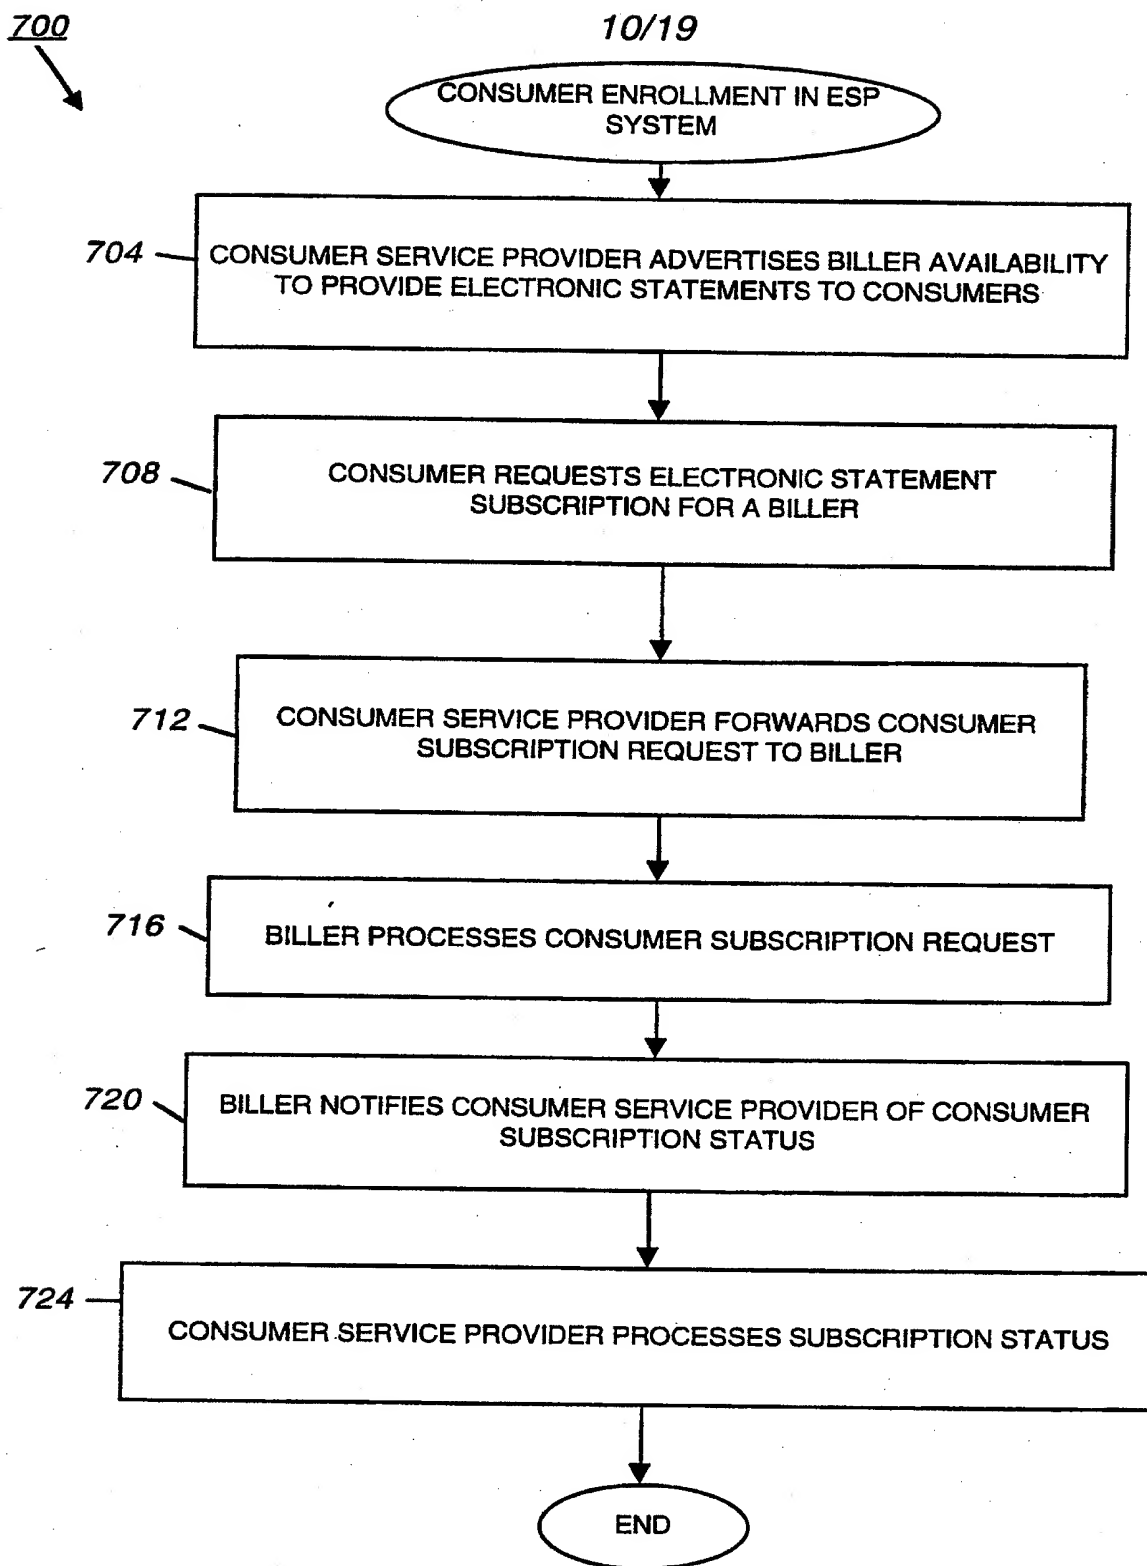 700
10/19
CONSUMER ENROLLMENT IN ESP
SYSTEM
704
CONSUMER SERVICE PROVIDER ADVERTISES BILLER AVAILABILITY
TO PROVIDE ELECTRONIC STATEMENTS TO CONSUMERS
708
CONSUMER REQUESTS ELECTRONIC STATEMENT
SUBSCRIPTION FOR A BILLER
712
CONSUMER SERVICE PROVIDER FORWARDS CONSUMER
SUBSCRIPTION REQUEST TO BILLER
716
BILLER PROCESSES CONSUMER SUBSCRIPTION REQUEST
720
BILLER NOTIFIES CONSUMER SERVICE PROVIDER OF CONSUMER
SUBSCRIPTION STATUS
724
CONSUMER SERVICE PROVIDER PROCESSES SUBSCRIPTION STATUS
END